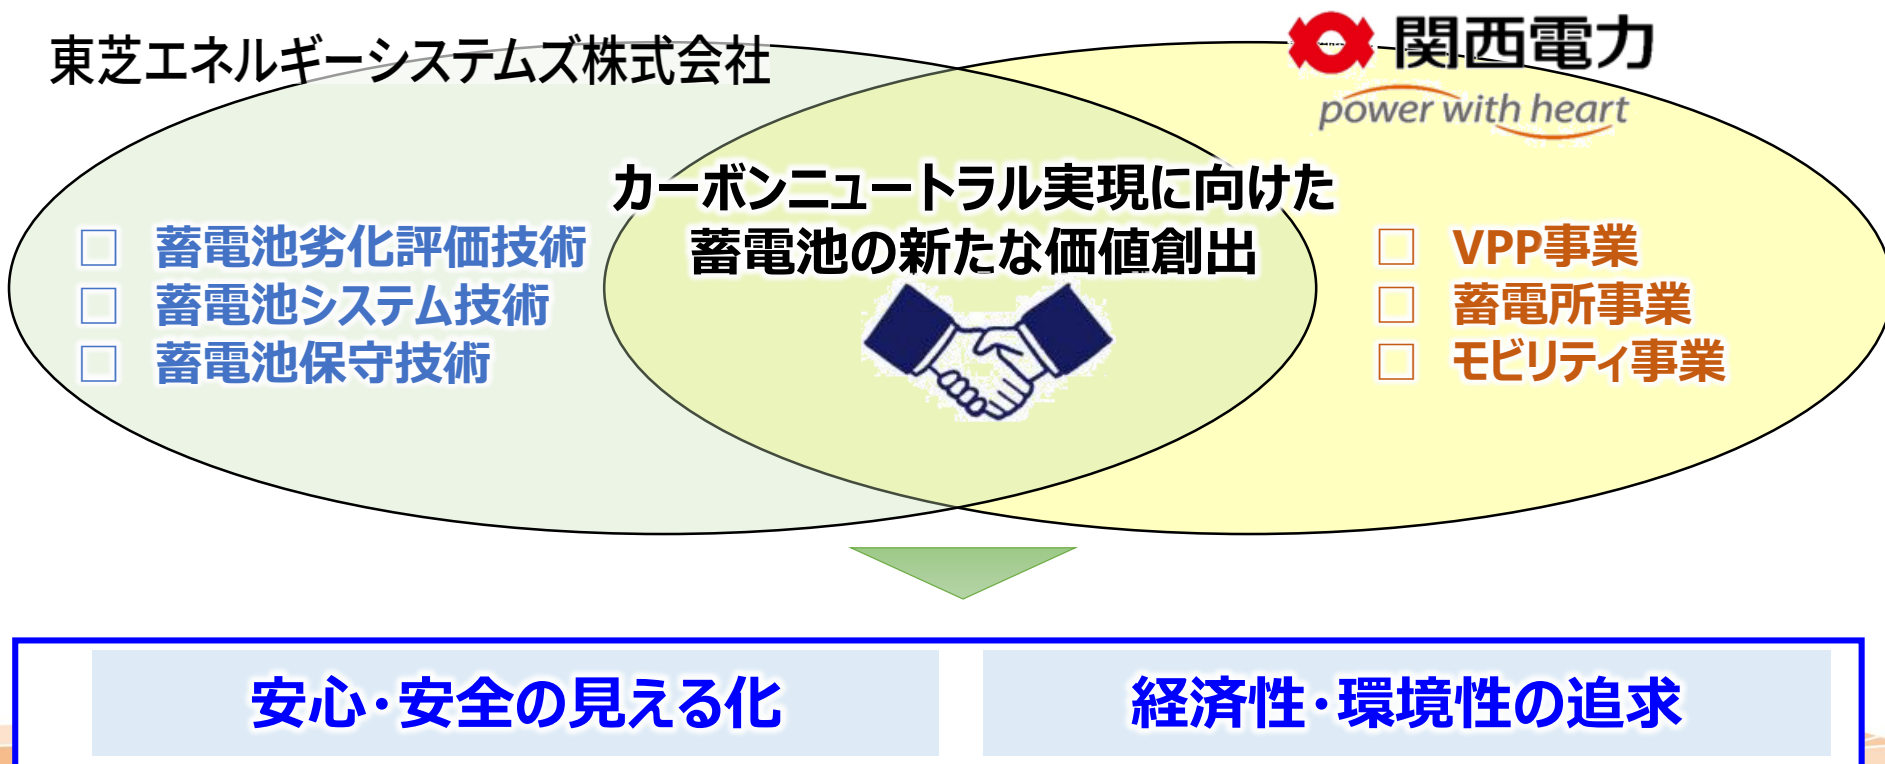 東芝エネルギーシステムズ株式会社
関西電力
power with heart
カーボンニュートラル実現に向けた
蓄電池の新たな価値創出
□ 蓄電池劣化評価技術
□ 蓄電池システム技術
□ 蓄電池保守技術
□ VPP事業
□ 蓄電所事業
□ モビリティ事業
安心・安全の見える化
経済性・環境性の追求